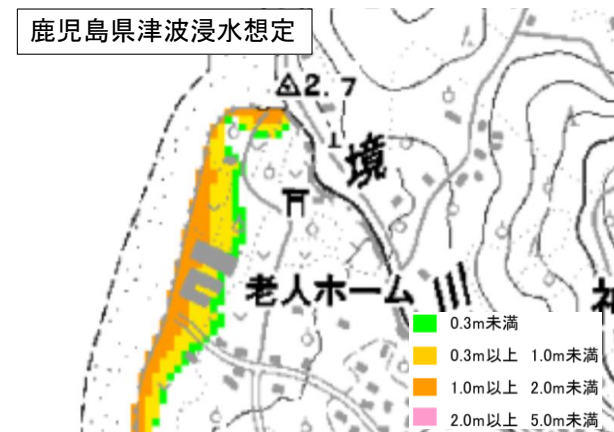 鹿児島県津波浸水想定
2.7
境
老人ホーム
川
0.3m未満
0.3m以上 1.0m未満
1.0m以上 2.0m未満
2.0m以上 5.0m未満